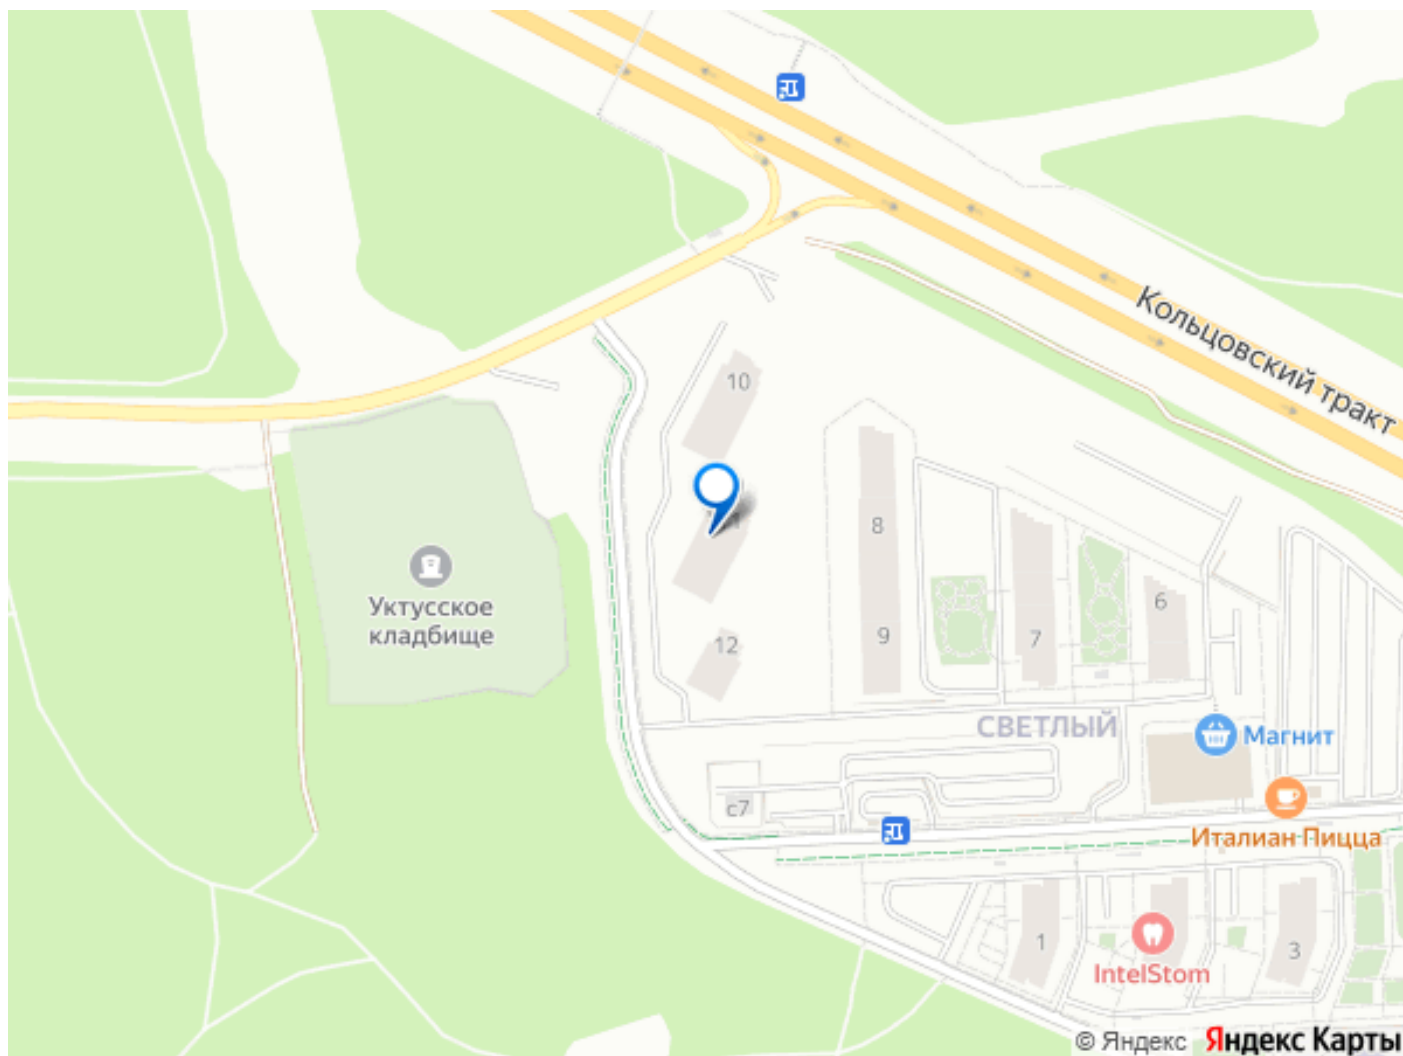 Кольцовский тракт
10
8
Уктусское
кладбище
6
9
7
12
СВЕТЛЫЙ
Магнит
с7
Италиан Пицца
1
3
IntelStom
© Яндекс Яндекс Карты